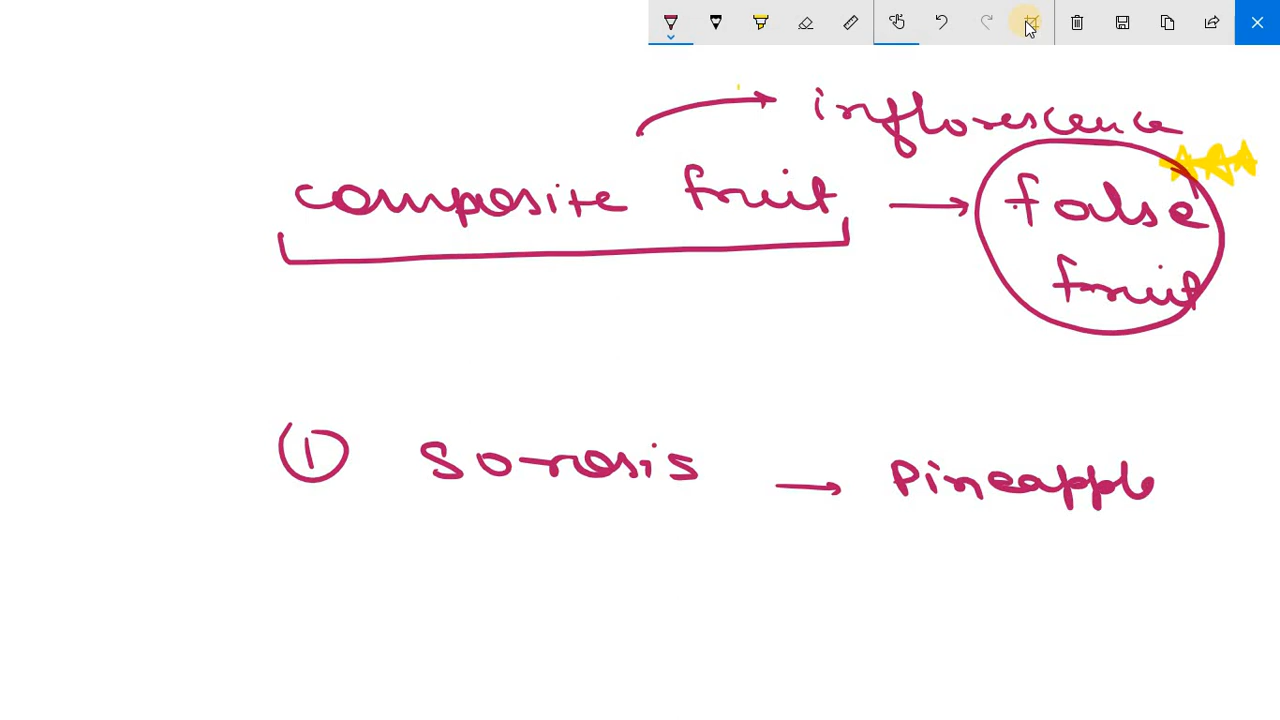 inflorescence
composite fruit → false
fruit
① Sorosis → Pineapple